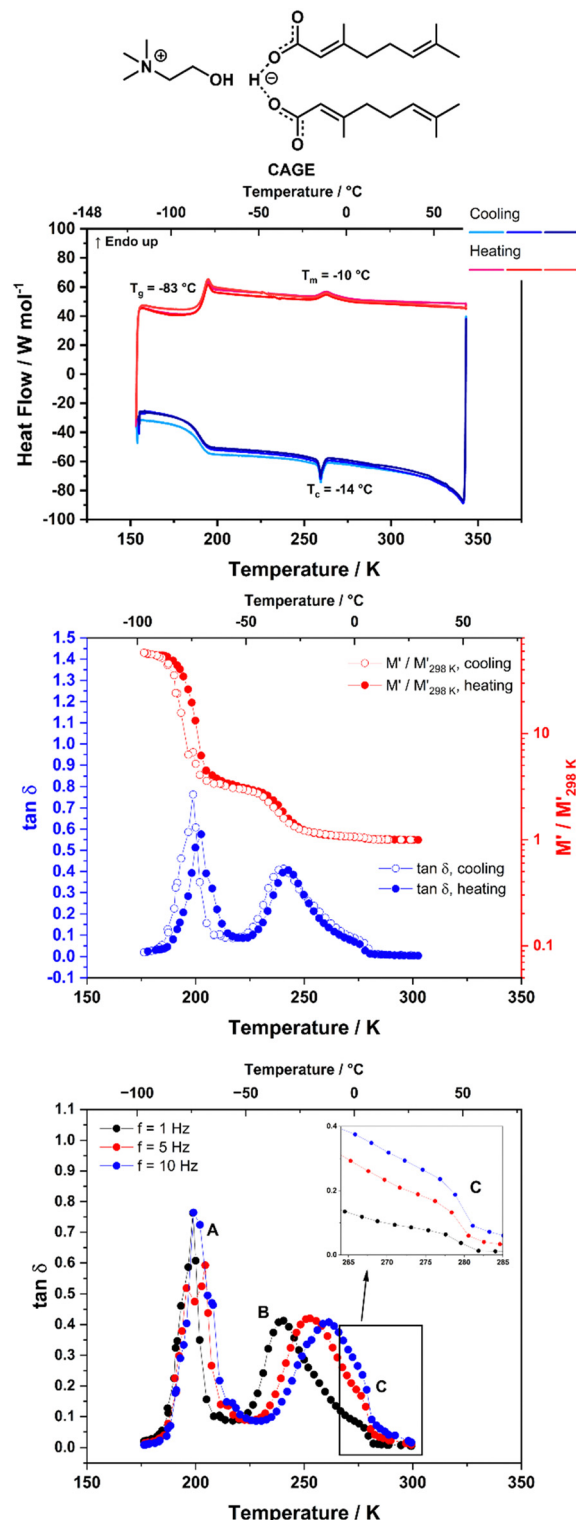 O
O
N
⊕
OH
H
⊖
O
O
CAGE
Temperature / °C
-148 -100 -50 0 50
100
80
60
40
20
0
-20
-40
-60
-80
-100
Heat Flow / W mol-1
↑ Endo up
Cooling
Heating
Tg = -83 °C
Tm = -10 °C
Tc = -14 °C
150 200 250 300 350
Temperature / K
Temperature / °C
-100 -50 0 50
1.5
1.4
1.3
1.2
1.1
1.0
0.9
0.8
0.7
0.6
0.5
0.4
0.3
0.2
0.1
0.0
-0.1
tan δ
M' / M'298 K, cooling
M' / M'298 K, heating
tan δ, cooling
tan δ, heating
10
1
0.1
M' / M'298 K
150 200 250 300 350
Temperature / K
Temperature / °C
−100 −50 0 50
1.1
1.0
0.9
0.8
0.7
0.6
0.5
0.4
0.3
0.2
0.1
0.0
tan δ
f = 1 Hz
f = 5 Hz
f = 10 Hz
A
B
C
0.4
0.2
0.0
C
265 270 275 280 285
150 200 250 300 350
Temperature / K